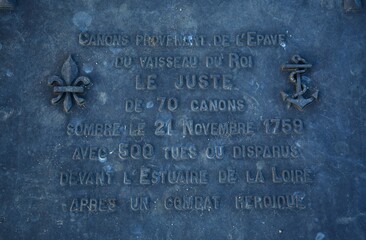 CANONS PROVENANT DE L'EPAVE
DU VAISSEAU DU ROI
LE JUSTE
DE 70 CANONS
SOMBRE LE 21 NOVEMBRE 1759
AVEC 500 TUES OU DISPARUS
DEVANT L'ESTUAIRE DE LA LOIRE
APRES UN COMBAT HEROIQUE